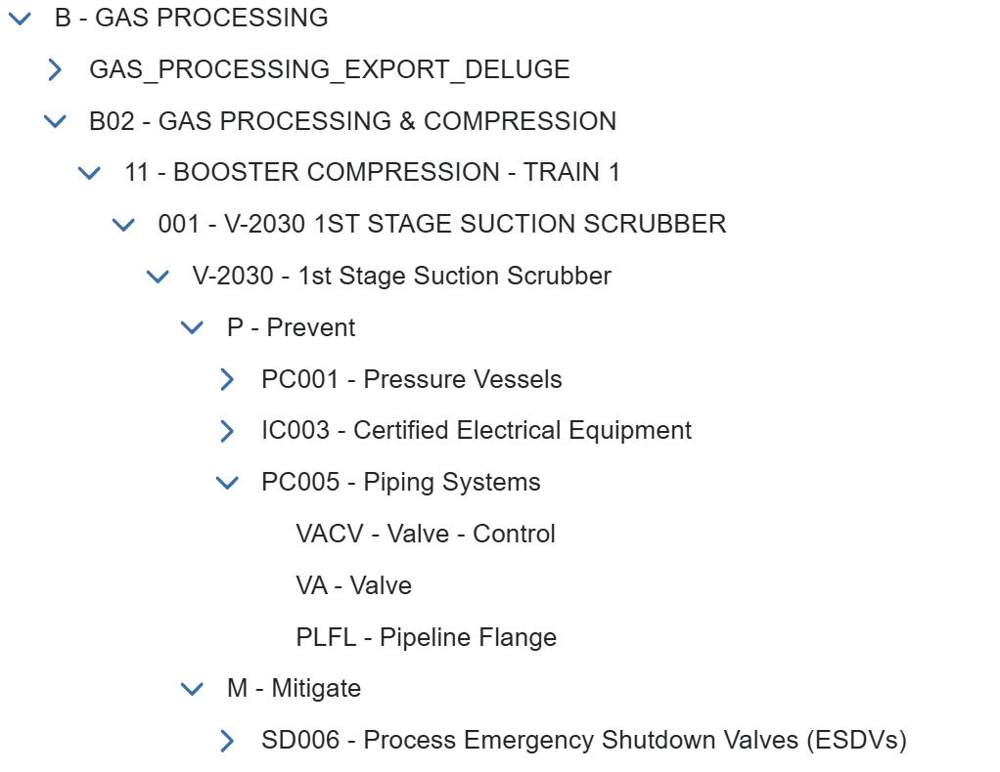 B - GAS PROCESSING
GAS_PROCESSING_EXPORT_DELUGE
B02 - GAS PROCESSING & COMPRESSION
11 - BOOSTER COMPRESSION - TRAIN 1
001 - V-2030 1ST STAGE SUCTION SCRUBBER
V-2030 - 1st Stage Suction Scrubber
P - Prevent
PC001 - Pressure Vessels
IC003 - Certified Electrical Equipment
PC005 - Piping Systems
VACV - Valve - Control
VA - Valve
PLFL - Pipeline Flange
M - Mitigate
SD006 - Process Emergency Shutdown Valves (ESDVs)